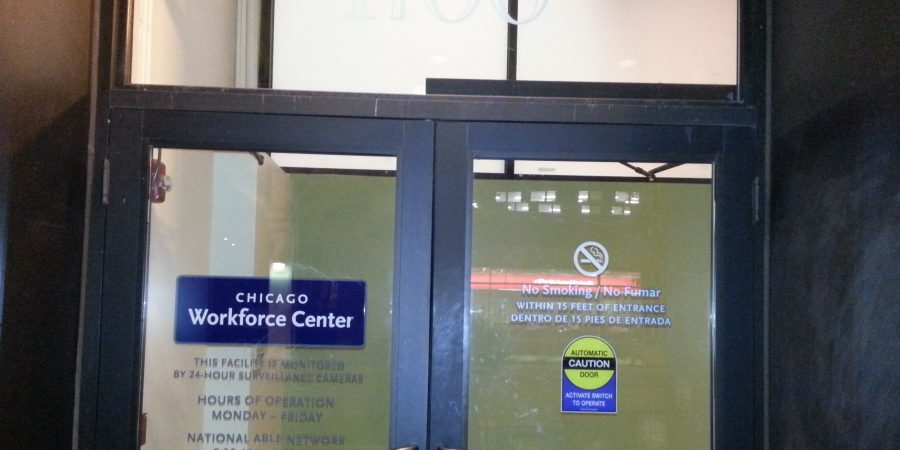 1700
CHICAGO
Workforce Center
THIS FACILITY IS MONITORED
BY 24-HOUR SURVEILLANCE CAMERAS
HOURS OF OPERATION
MONDAY – FRIDAY
NATIONAL ABLE NETWORK
No Smoking / No Fumar
WITHIN 15 FEET OF ENTRANCE
DENTRO DE 15 PIES DE ENTRADA
AUTOMATIC
CAUTION
DOOR
ACTIVATE SWITCH
TO OPERATE